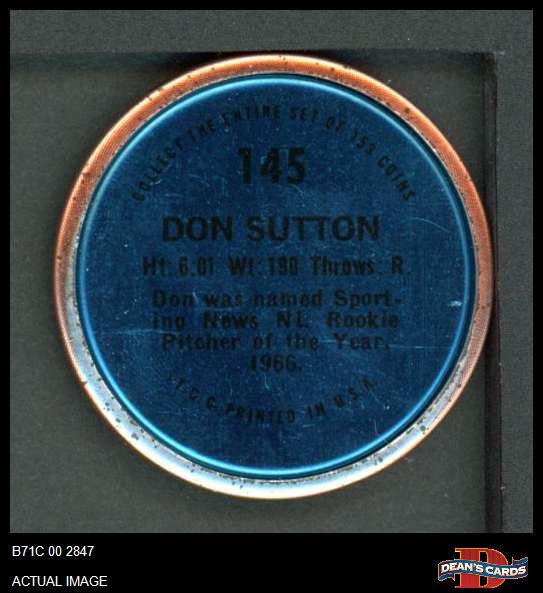 COLLECT THE ENTIRE SET OF 153 COINS
145
DON SUTTON
Ht. 6.01 Wt. 190 Throws: R.
Don was named Sport-
ing News NL Rookie
Pitcher of the Year,
1966.
T.C.G. PRINTED IN U.S.A.
B71C 00 2847
ACTUAL IMAGE
D
DEAN'S CARDS